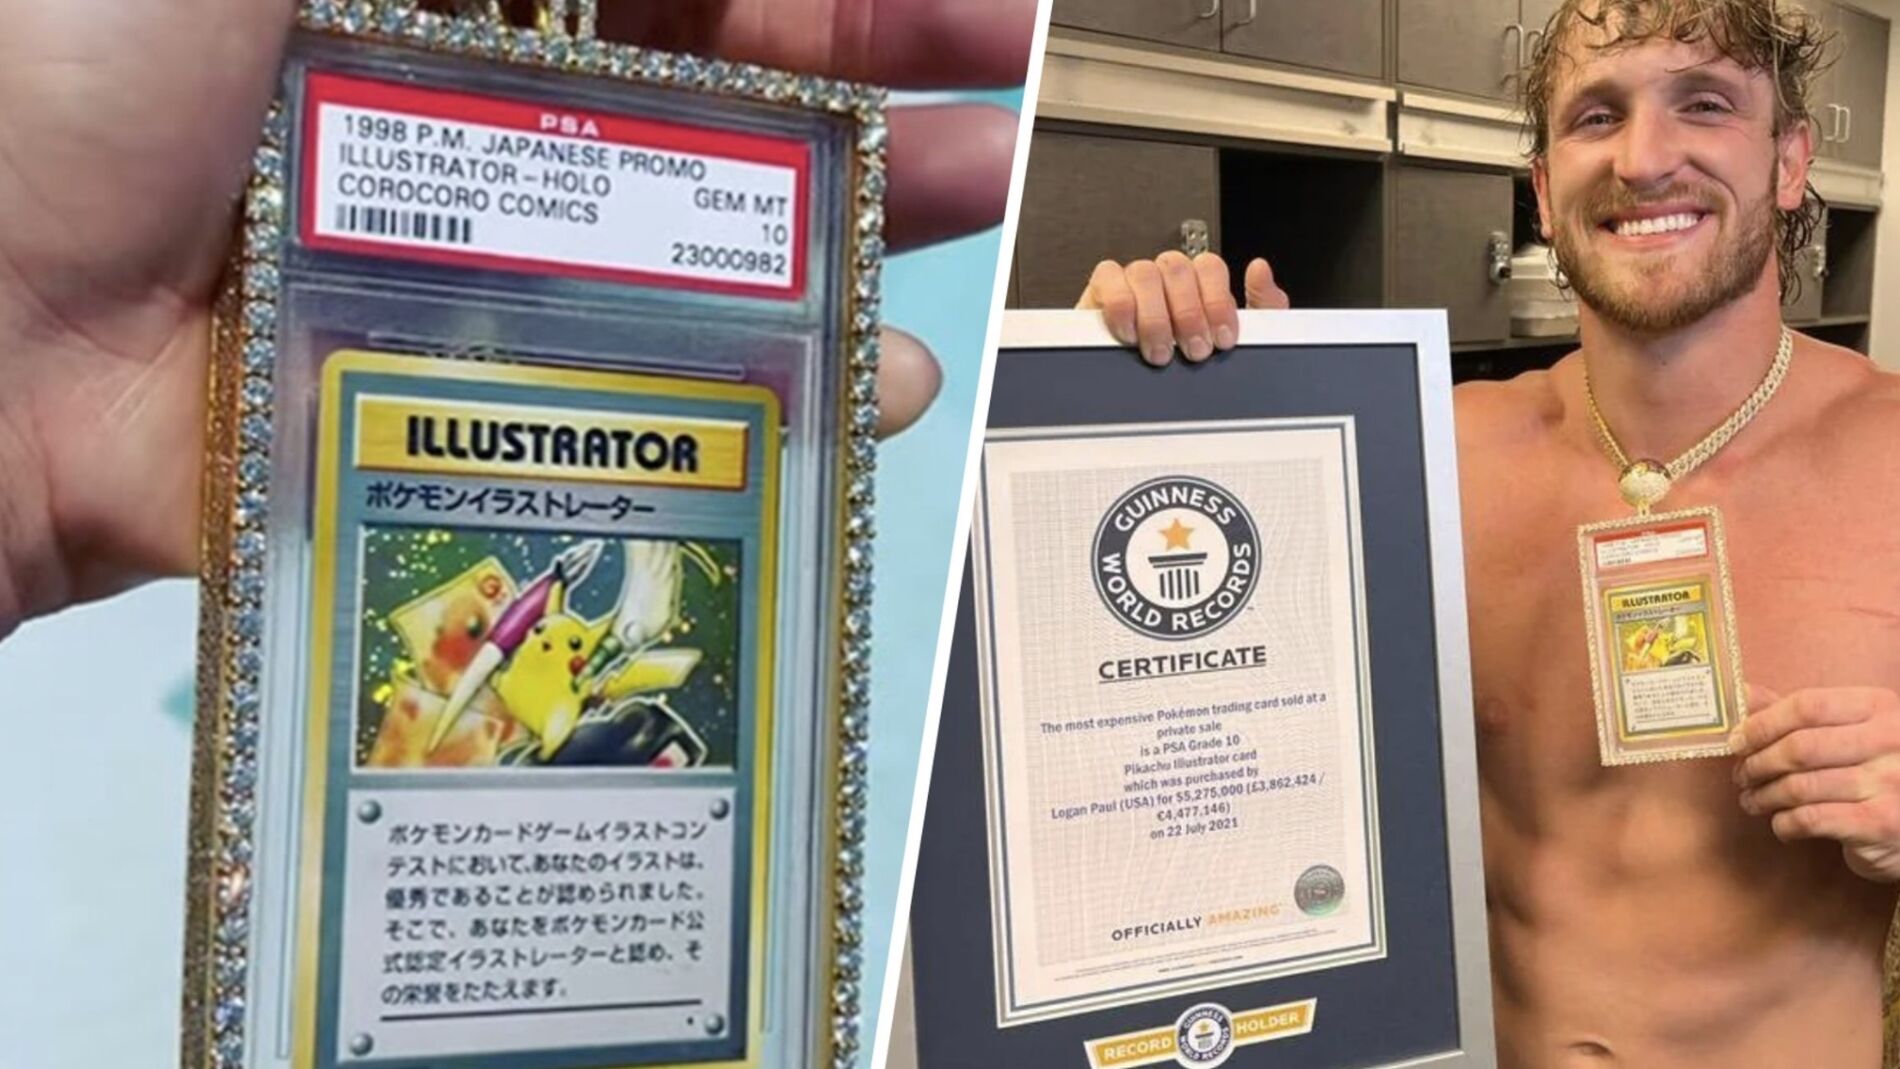 PSA
1998 P.M. JAPANESE PROMO
ILLUSTRATOR-HOLO
GEM MT
COROCORO COMICS
10
23000982
ILLUSTRATOR
ポケモンイラストレーター
ポケモンカードゲームイラストコン
テストにおいて、あなたのイラストは、
優秀であることが認められました。
そこで、あなたをポケモンカード公
式認定イラストレーターと認め、そ
の栄誉をたたえます。
GUINNESS
WORLD RECORDS
CERTIFICATE
The most expensive Pokémon trading card sold at a
private sale
is a PSA Grade 10
Pikachu Illustrator card
which was purchased by
Logan Paul (USA) for $5,275,000 (£3,862,424 /
€4,477,146)
on 22 July 2021
OFFICIALLY AMAZING
RECORD
GUINNESS
WORLD RECORDS
HOLDER
ILLUSTRATOR